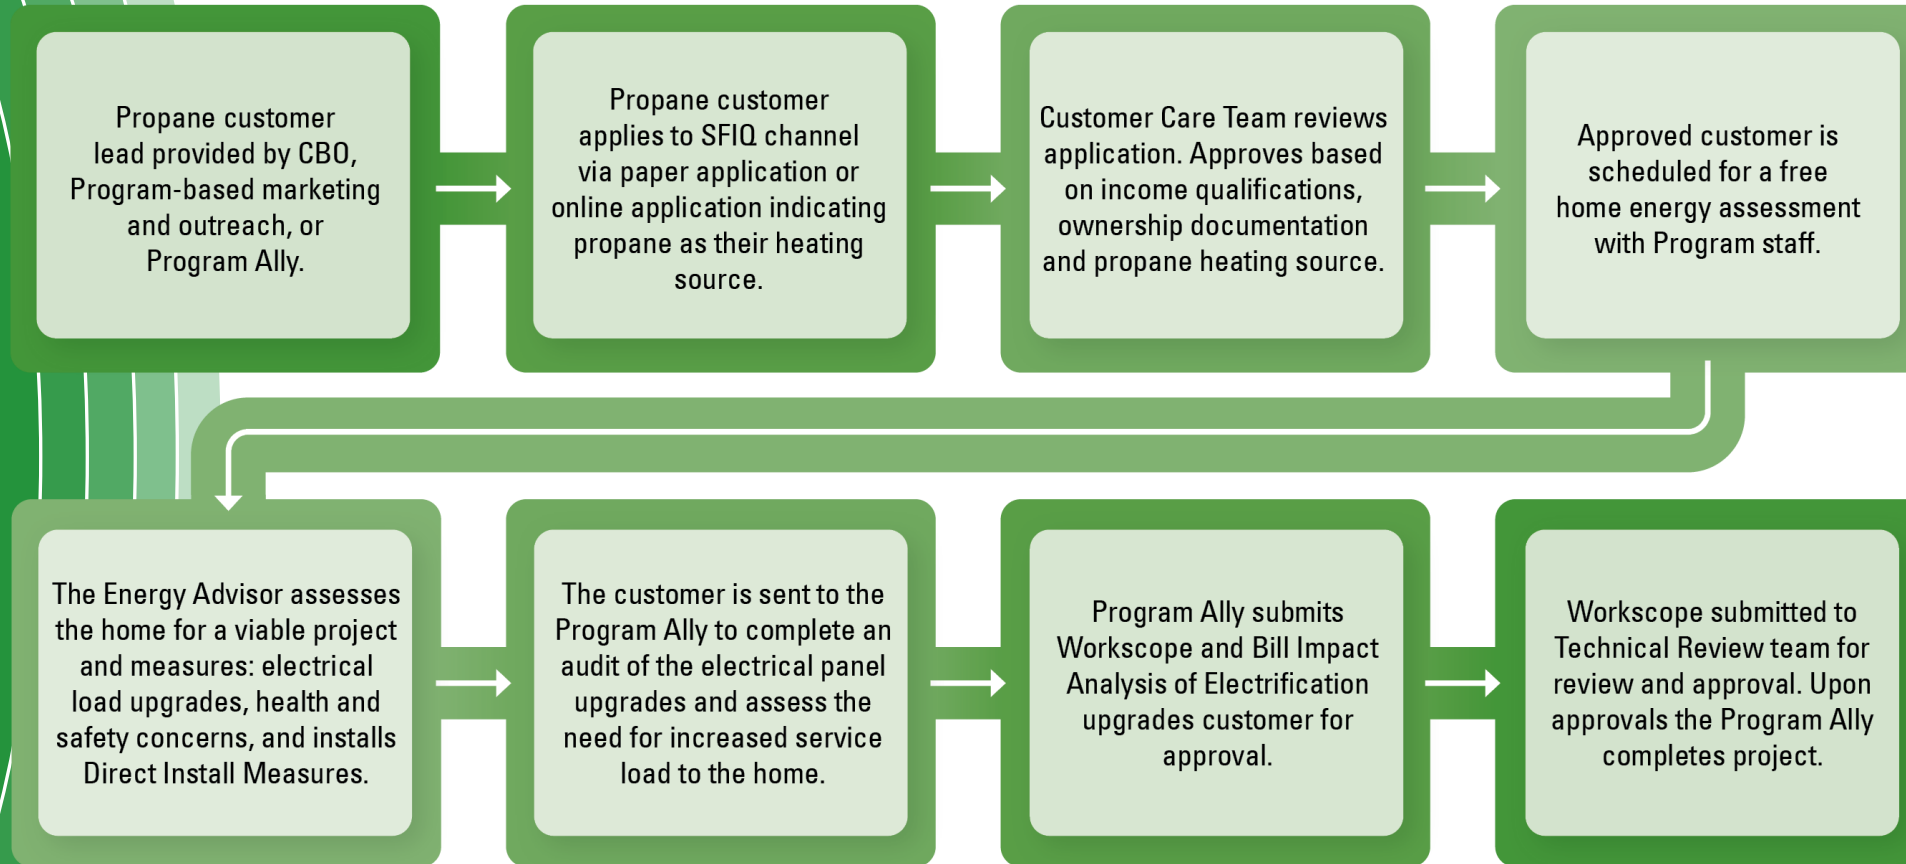 Propane customer
lead provided by CBO,
Program-based marketing
and outreach, or
Program Ally.
Propane customer
applies to SFIQ channel
via paper application or
online application indicating
propane as their heating
source.
Customer Care Team reviews
application. Approves based
on income qualifications,
ownership documentation
and propane heating source.
Approved customer is
scheduled for a free
home energy assessment
with Program staff.
The Energy Advisor assesses
the home for a viable project
and measures: electrical
load upgrades, health and
safety concerns, and installs
Direct Install Measures.
The customer is sent to the
Program Ally to complete an
audit of the electrical panel
upgrades and assess the
need for increased service
load to the home.
Program Ally submits
Workscope and Bill Impact
Analysis of Electrification
upgrades customer for
approval.
Workscope submitted to
Technical Review team for
review and approval. Upon
approvals the Program Ally
completes project.